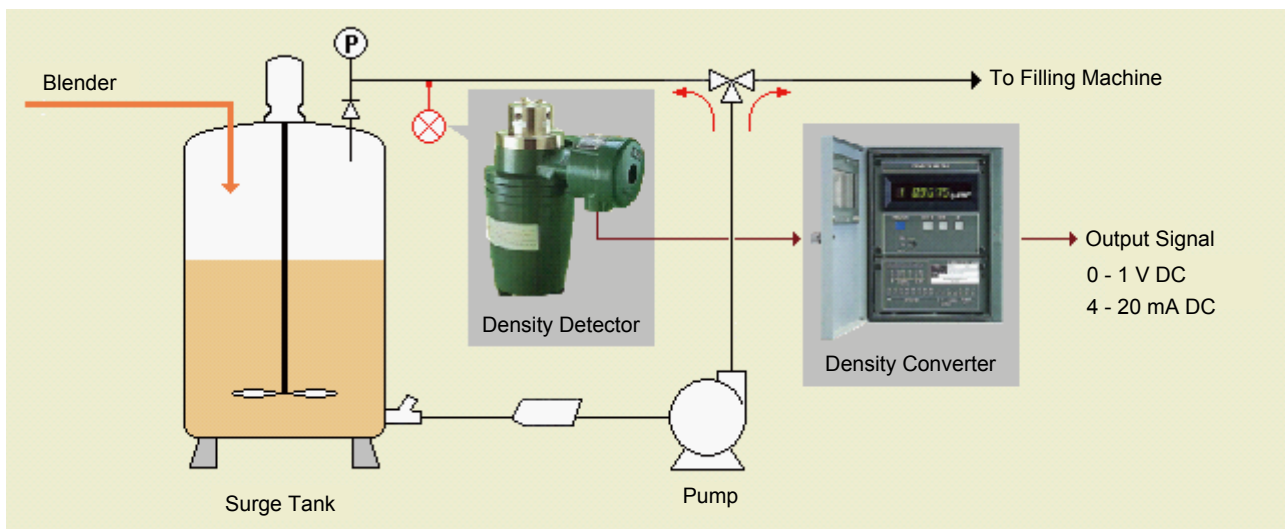 P
Blender
To Filling Machine
Output Signal
0 - 1 V DC
4 - 20 mA DC
Density Detector
Density Converter
Surge Tank
Pump